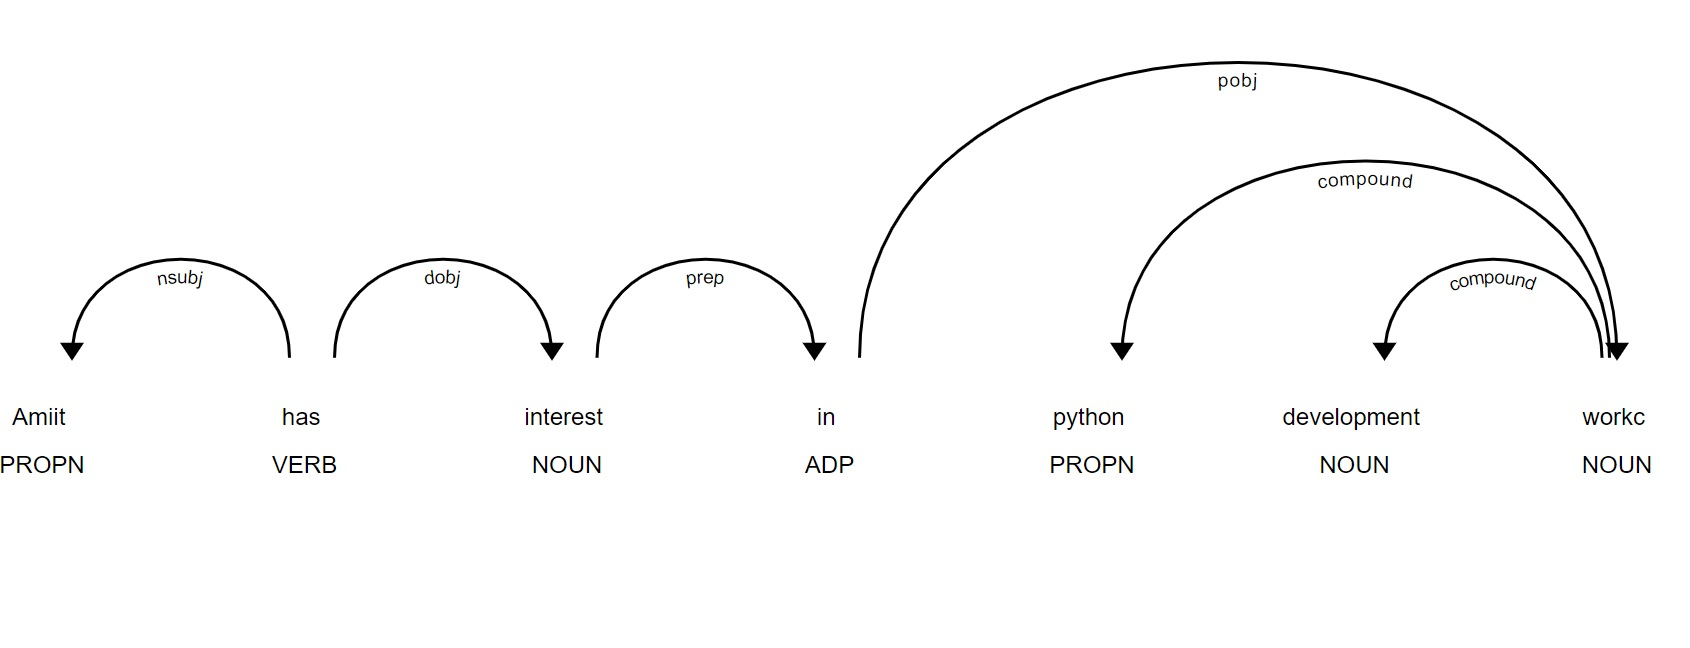 pobj
compound
nsubj dobj prep compound
Amiit has interest in python development workc
PROPN VERB NOUN ADP PROPN NOUN NOUN